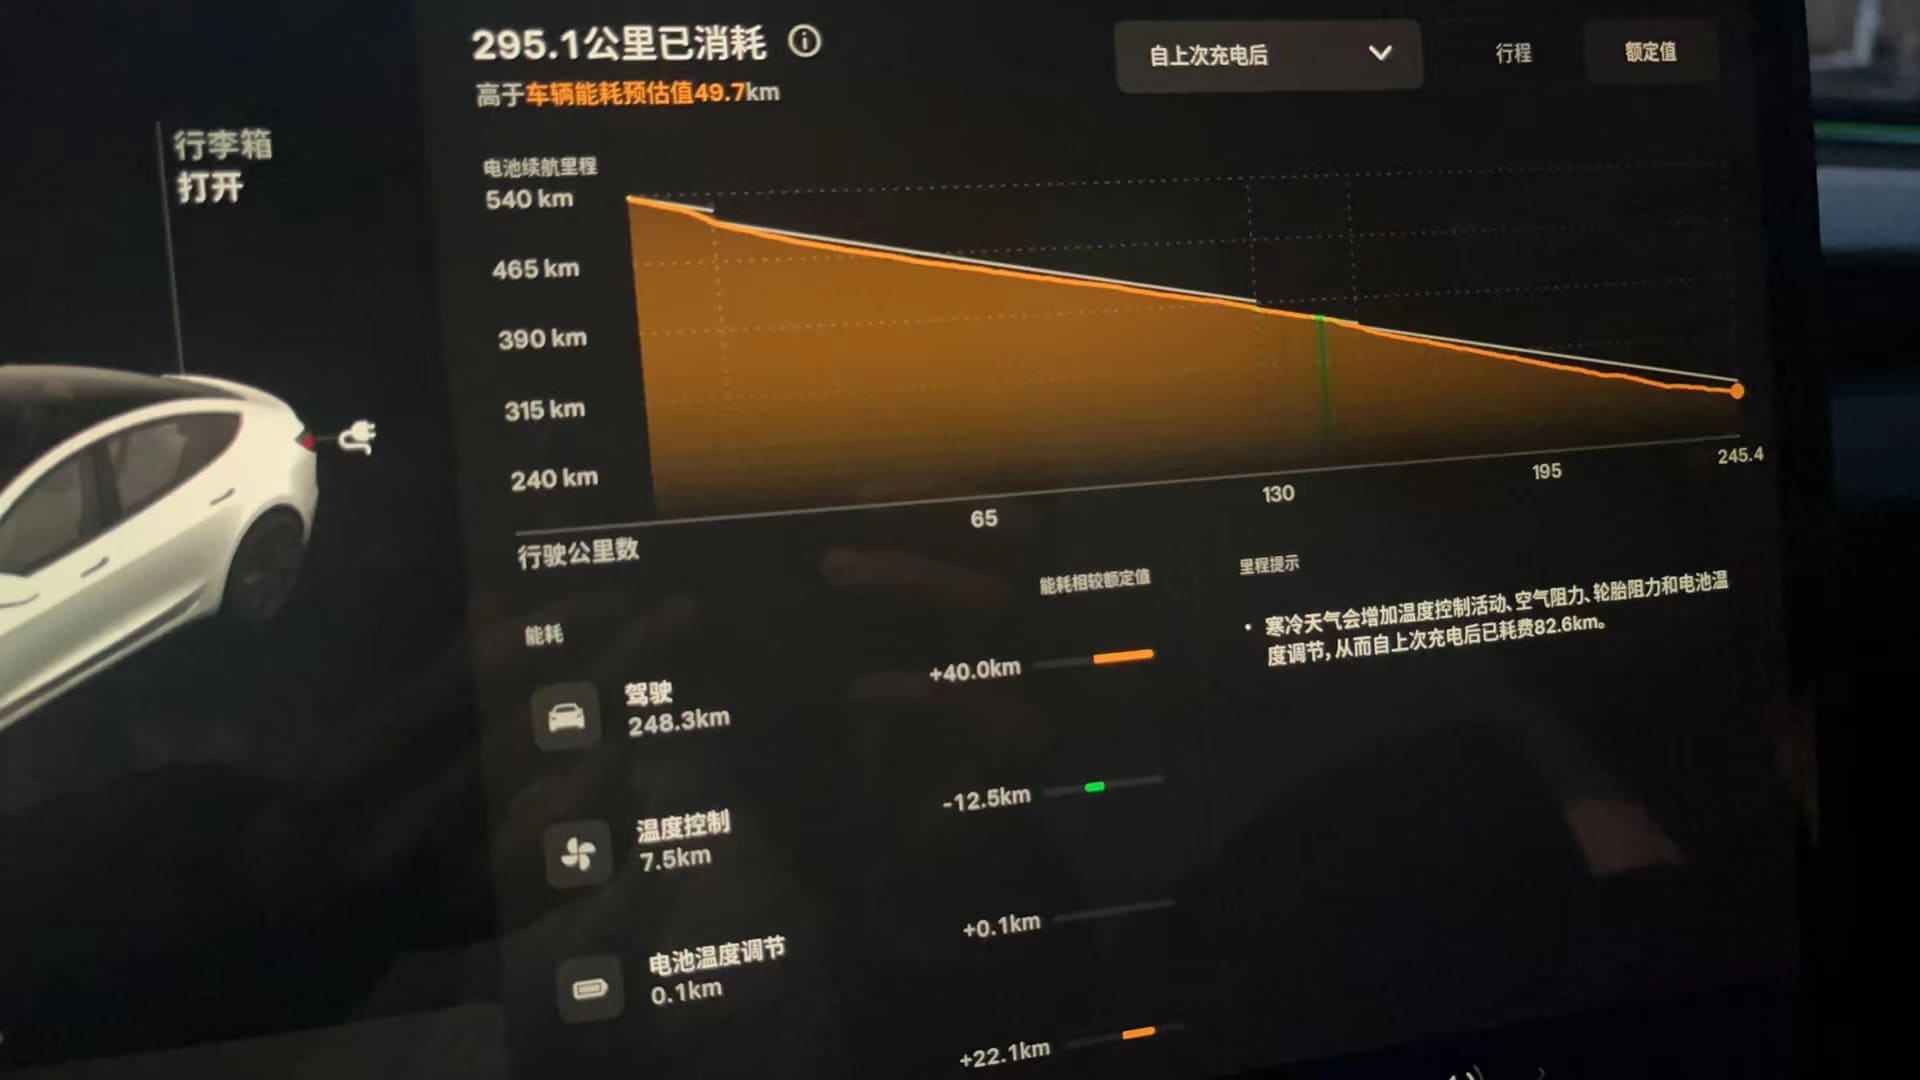 295.1公里已消耗
高于车辆能耗预估值49.7km
自上次充电后
行程
额定值
行李箱
打开
电池续航里程
540 km
465 km
390 km
315 km
240 km
65
130
195
245.4
行驶公里数
能耗相较额定值
里程提示
能耗
• 寒冷天气会增加温度控制活动、空气阻力、轮胎阻力和电池温
度调节，从而自上次充电后已耗费82.6km。
驾驶
248.3km
+40.0km
温度控制
7.5km
-12.5km
电池温度调节
0.1km
+0.1km
+22.1km